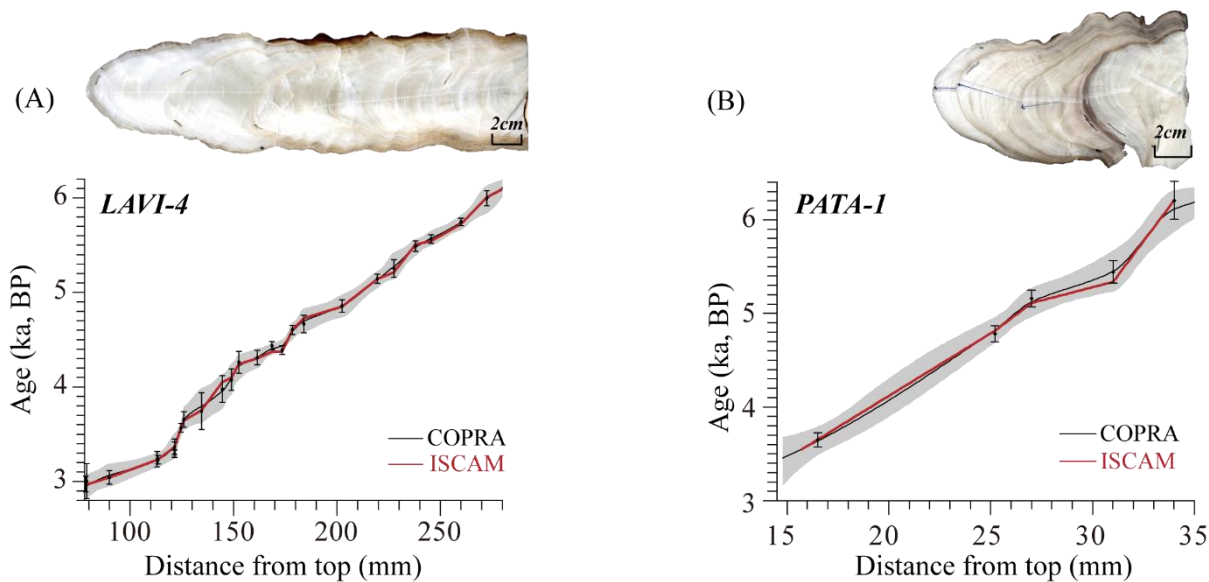 (A)
2cm
LAVI-4
6
5
4
3
Age (ka, BP)
COPRA
ISCAM
100
150
200
250
Distance from top (mm)
(B)
2cm
PATA-1
6
5
4
3
Age (ka, BP)
COPRA
ISCAM
15
20
25
30
35
Distance from top (mm)